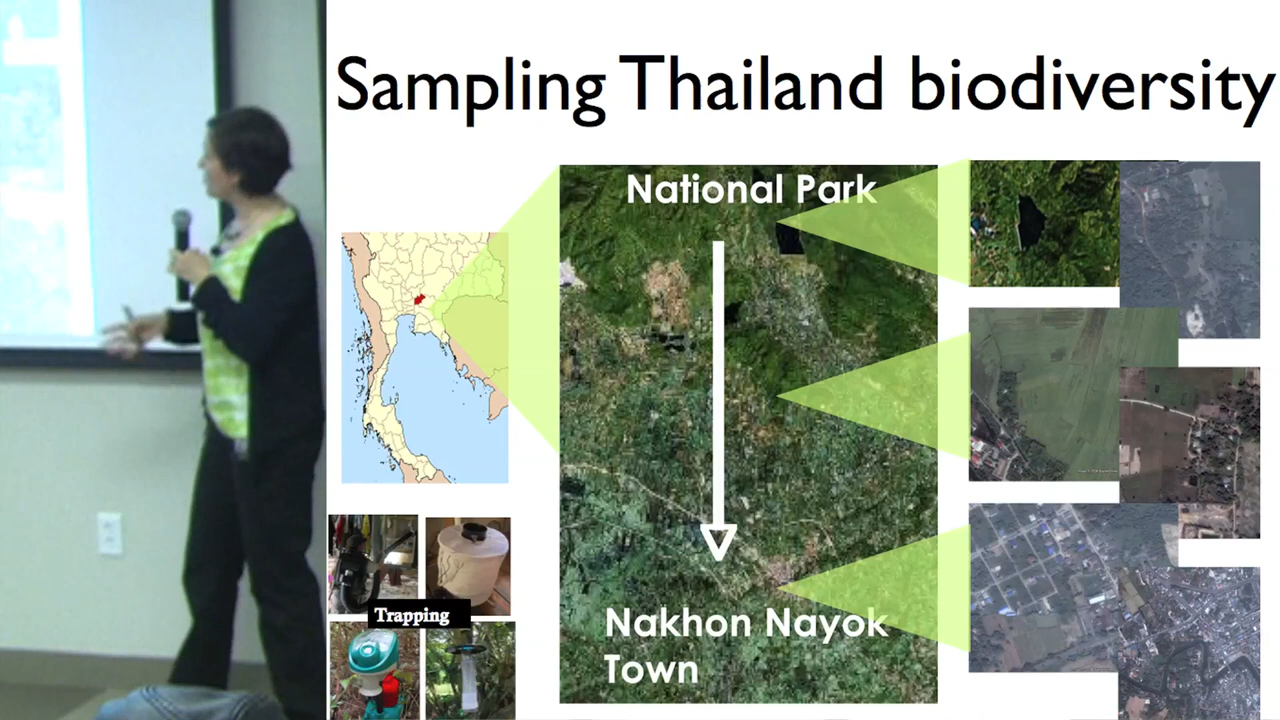 Sampling Thailand biodiversity
National Park
Trapping
Nakhon Nayok
Town